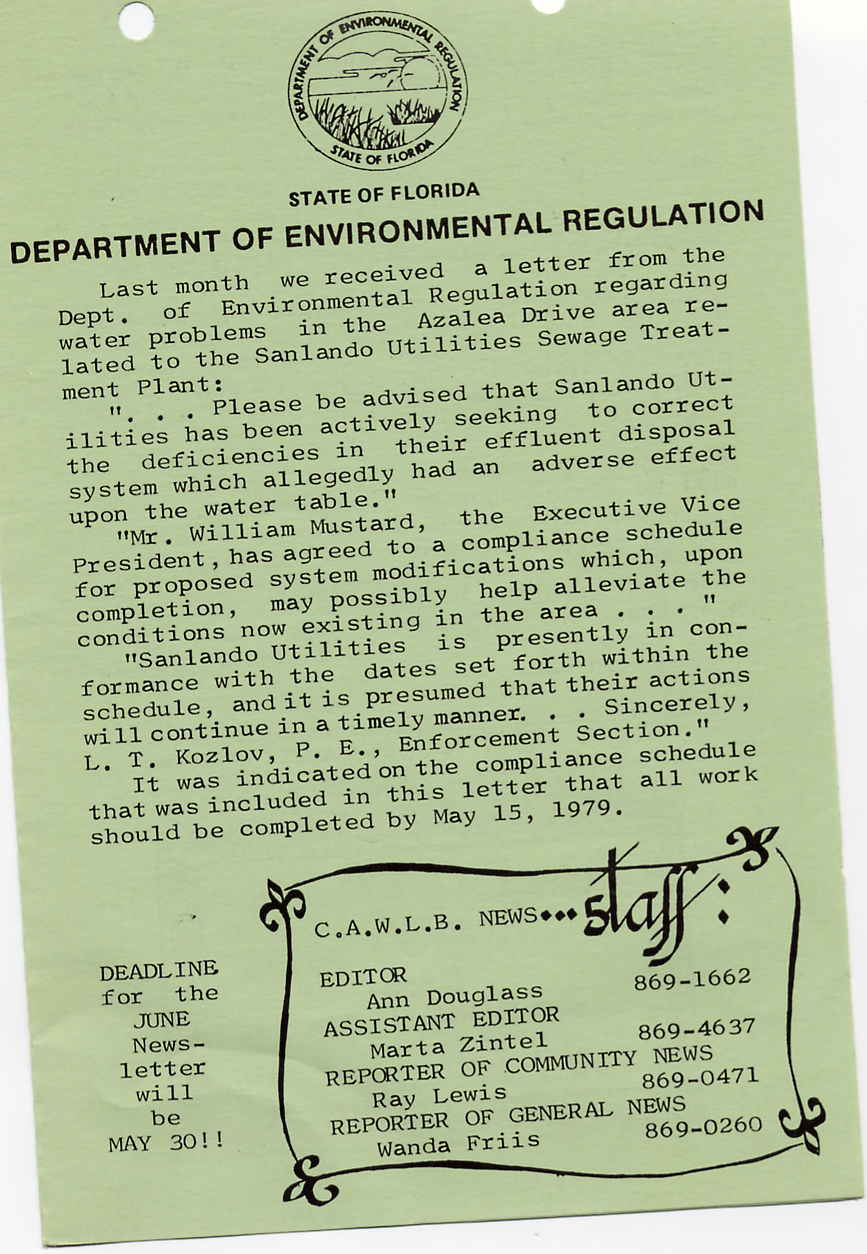 DEPARTMENT OF ENVIRONMENTAL REGULATION
STATE OF FLORIDA
STATE OF FLORIDA
DEPARTMENT OF ENVIRONMENTAL REGULATION
Last month we received a letter from the
Dept. of Environmental Regulation regarding
water problems in the Azalea Drive area re-
lated to the Sanlando Utilities Sewage Treat-
ment Plant:
". . . Please be advised that Sanlando Ut-
ilities has been actively seeking to correct
the deficiencies in their effluent disposal
system which allegedly had an adverse effect
upon the water table."
"Mr. William Mustard, the Executive Vice
President, has agreed to a compliance schedule
for proposed system modifications which, upon
completion, may possibly help alleviate the
conditions now existing in the area . . . "
"Sanlando Utilities is presently in con-
formance with the dates set forth within the
schedule, and it is presumed that their actions
will continue in a timely manner. . . Sincerely,
L. T. Kozlov, P. E., Enforcement Section."
It was indicated on the compliance schedule
that was included in this letter that all work
should be completed by May 15, 1979.
DEADLINE
for the
JUNE
News-
letter
will
be
MAY 30!!
C.A.W.L.B. NEWS... staff:
EDITOR
Ann Douglass 869-1662
ASSISTANT EDITOR
Marta Zintel 869-4637
REPORTER OF COMMUNITY NEWS
Ray Lewis 869-0471
REPORTER OF GENERAL NEWS
Wanda Friis 869-0260